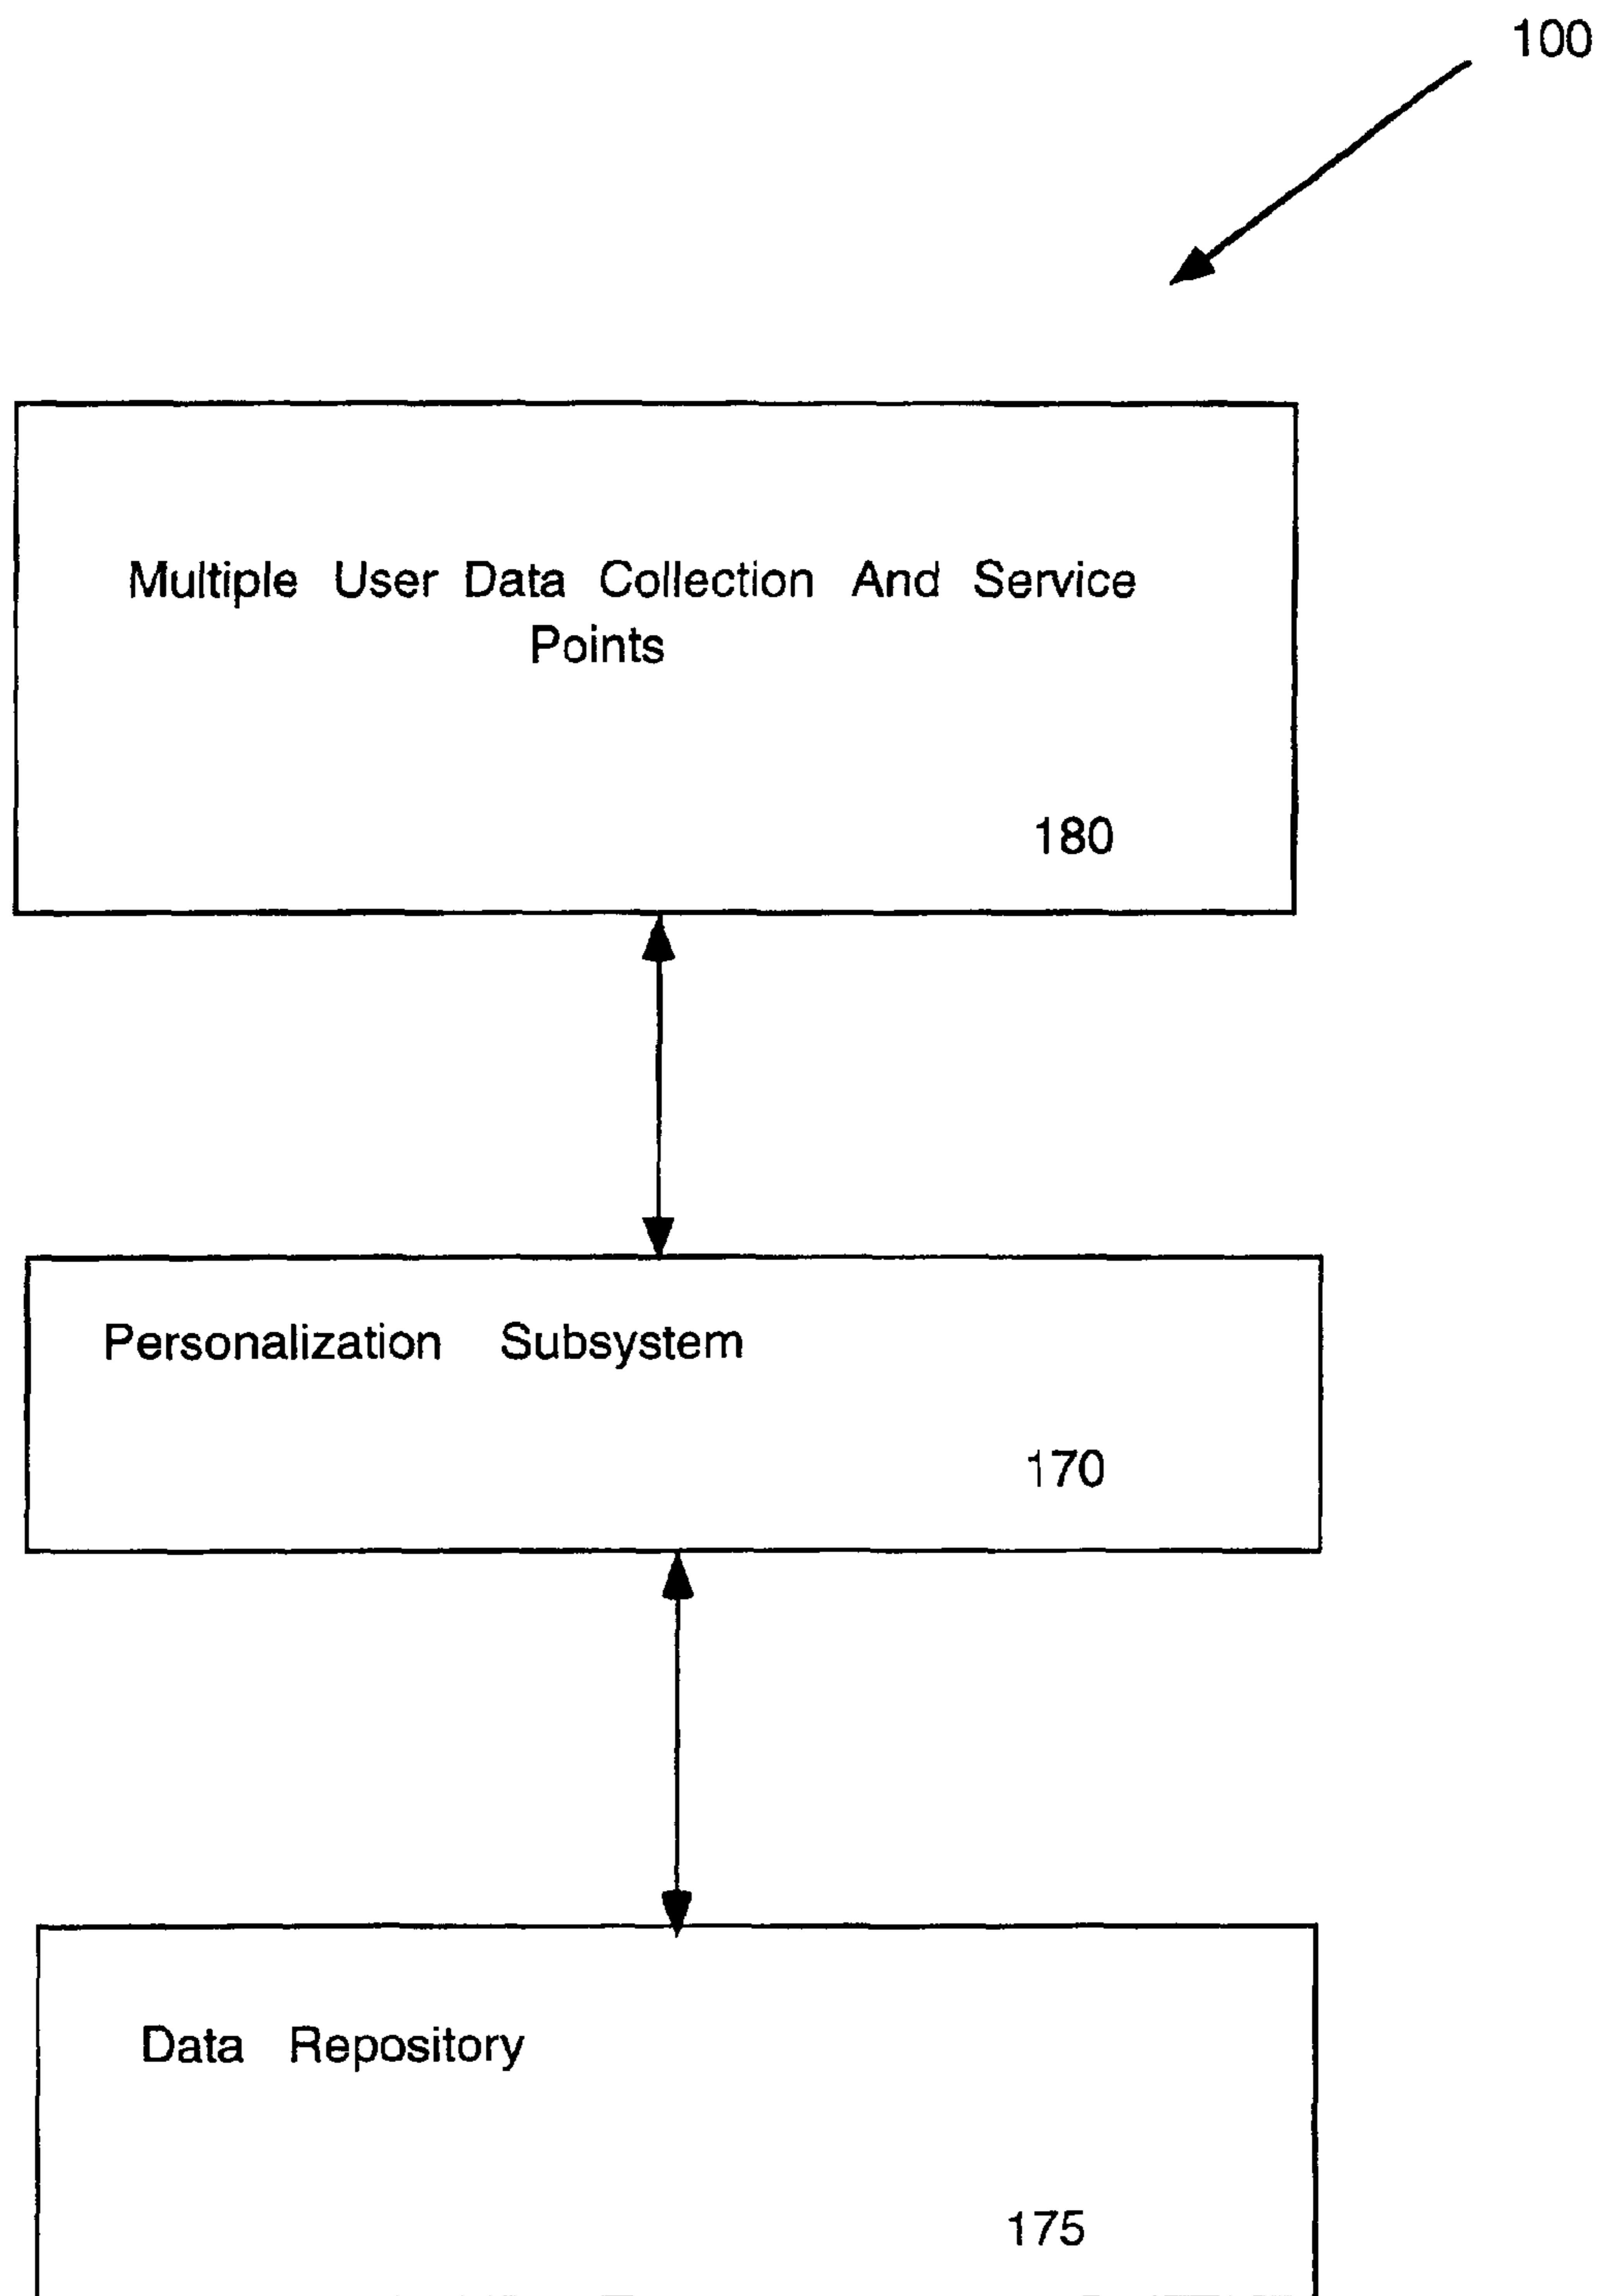 100
Multiple User Data Collection And Service
Points
180
Personalization Subsystem
170
Data Repository
175